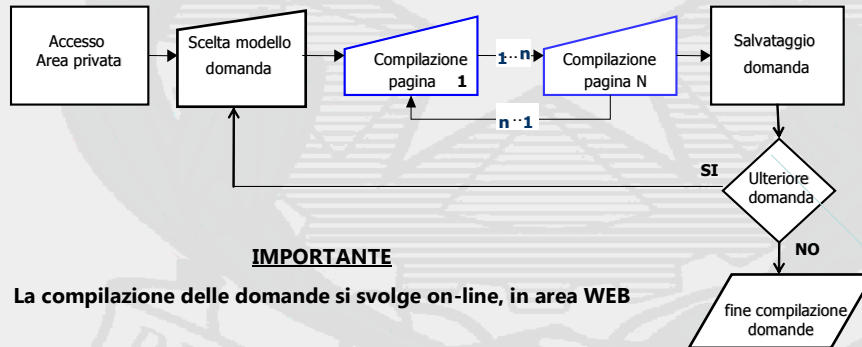 Accesso
Area privata
Scelta modello
domanda
Compilazione
pagina 1
1..n
Compilazione
pagina N
n..1
Salvataggio
domanda
SI
Ulteriore
domanda
NO
IMPORTANTE
La compilazione delle domande si svolge on-line, in area WEB
fine compilazione
domande